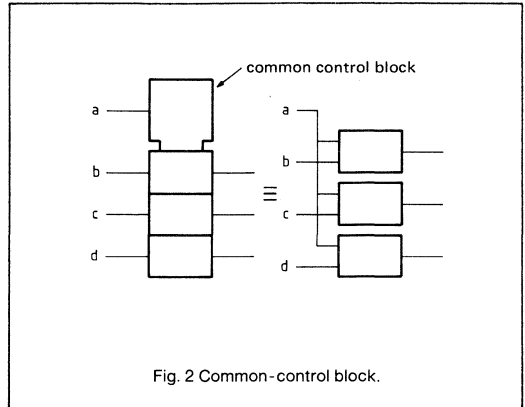 common control block
a
b
c
d
≡
a
b
c
d
Fig. 2 Common-control block.